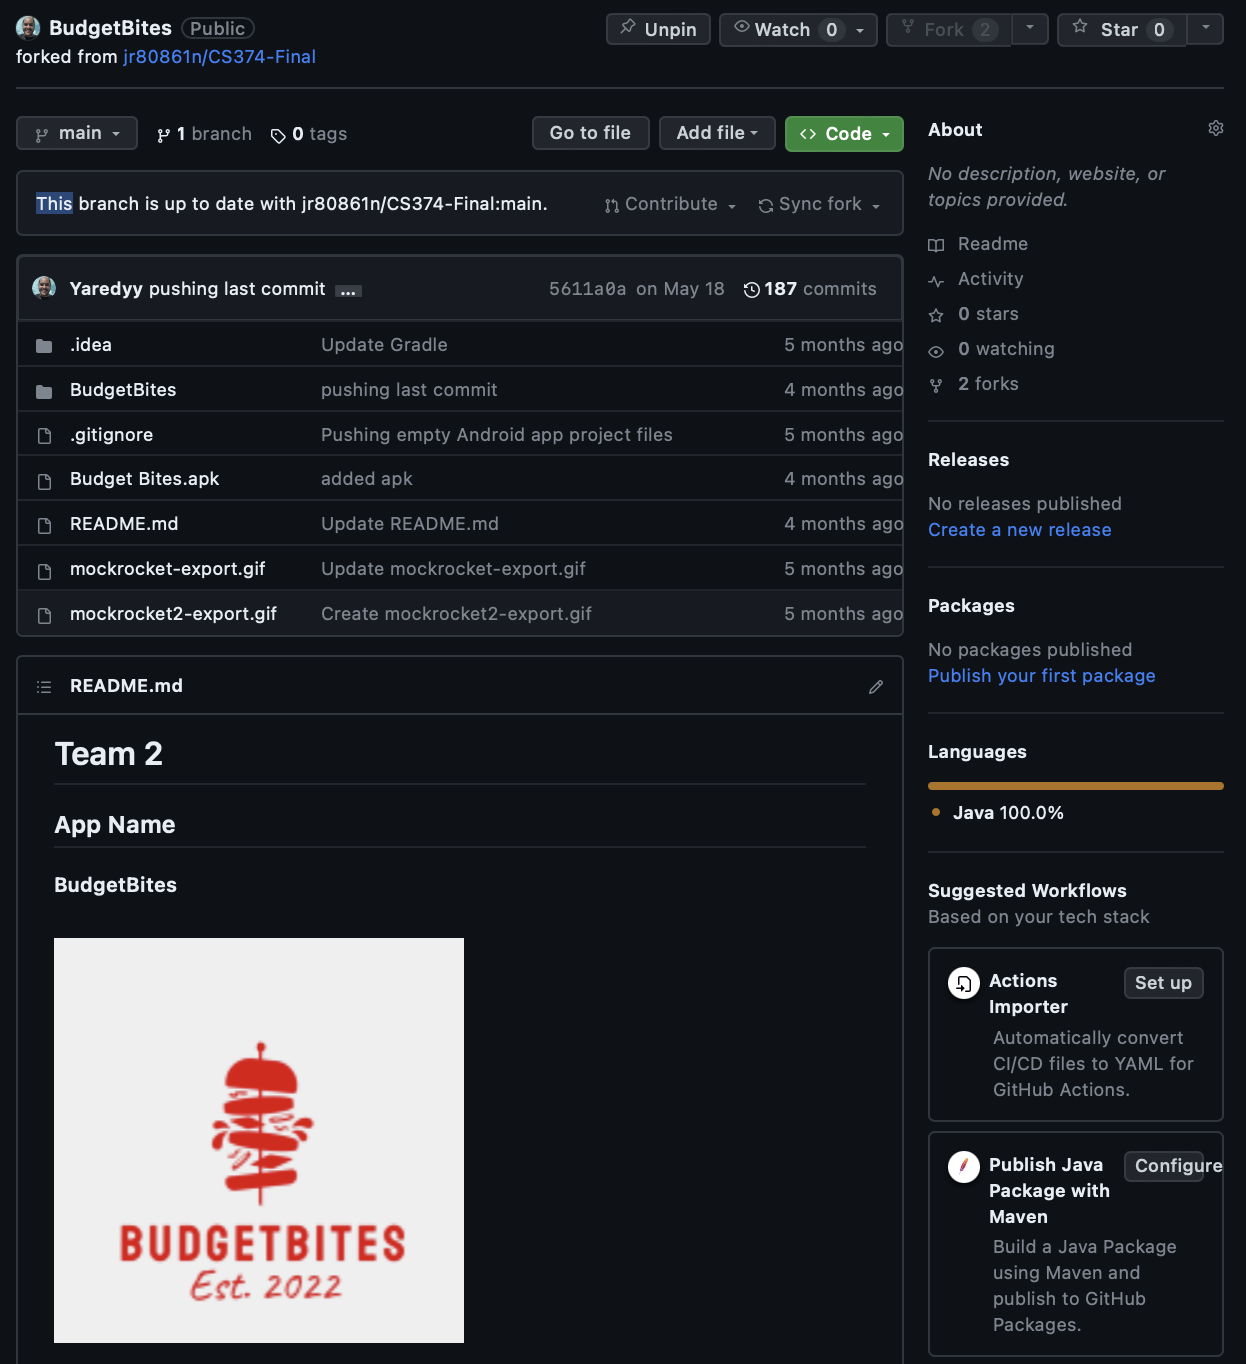 BudgetBites Public
Unpin
Watch 0
Fork 2
Star 0
forked from jr80861n/CS374-Final
main
1 branch
0 tags
Go to file
Add file
<> Code
This branch is up to date with jr80861n/CS374-Final:main.
Contribute
Sync fork
Yaredyy pushing last commit ...
5611a0a on May 18
187 commits
.idea Update Gradle 5 months ago
BudgetBites pushing last commit 4 months ago
.gitignore Pushing empty Android app project files 5 months ago
Budget Bites.apk added apk 4 months ago
README.md Update README.md 4 months ago
mockrocket-export.gif Update mockrocket-export.gif 5 months ago
mockrocket2-export.gif Create mockrocket2-export.gif 5 months ago
README.md
Team 2
App Name
BudgetBites
BUDGETBITES
Est. 2022
About
No description, website, or
topics provided.
Readme
Activity
0 stars
0 watching
2 forks
Releases
No releases published
Create a new release
Packages
No packages published
Publish your first package
Languages
Java 100.0%
Suggested Workflows
Based on your tech stack
Actions
Importer
Set up
Automatically convert
CI/CD files to YAML for
GitHub Actions.
Publish Java
Package with
Maven
Configure
Build a Java Package
using Maven and
publish to GitHub
Packages.